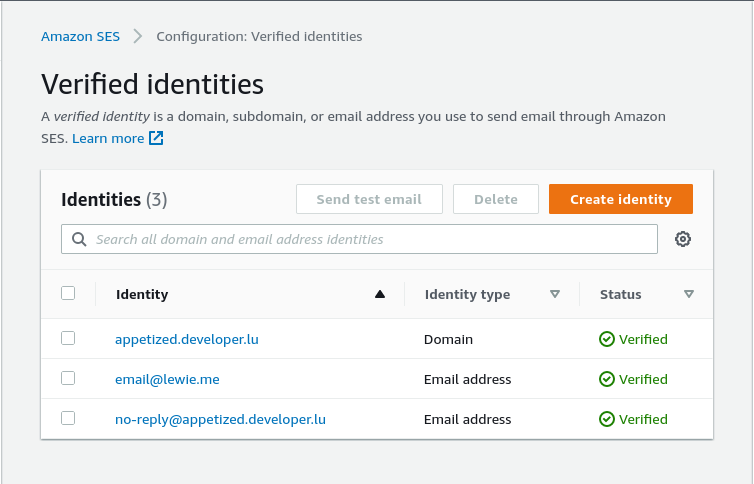 Amazon SES Configuration: Verified identities
Verified identities
A verified identity is a domain, subdomain, or email address you use to send email through Amazon
SES. Learn more
Identities (3) Send test email Delete Create identity
Search all domain and email address identities
Identity Identity type Status
appetized.developer.lu Domain Verified
email@lewie.me Email address Verified
no-reply@appetized.developer.lu Email address Verified